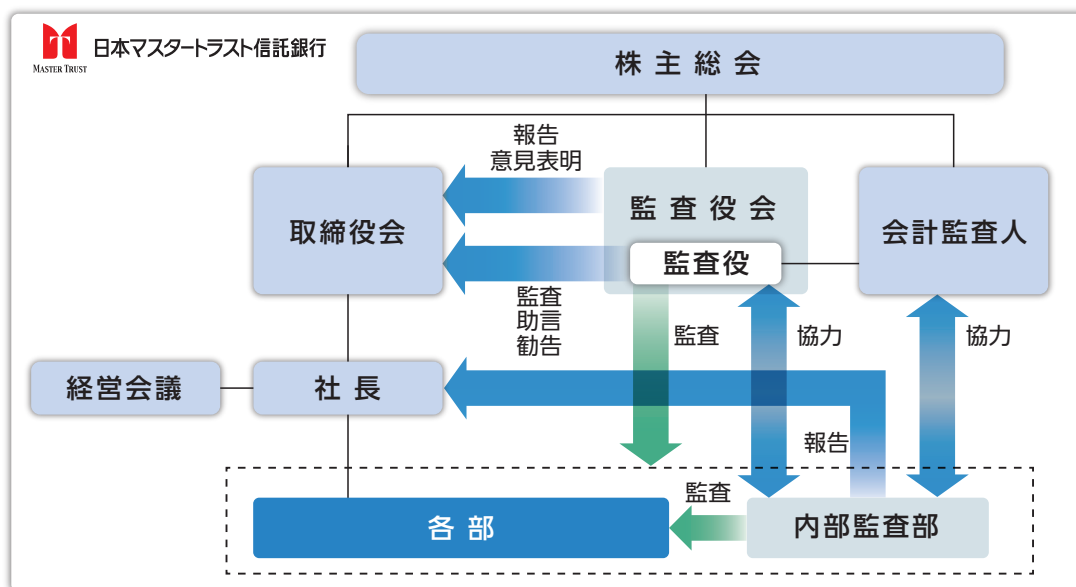 MASTER TRUST
日本マスタートラスト信託銀行
株主総会
報告
意見表明
取締役会
監査役会
監査役
会計監査人
監査
助言
勧告
監査
協力
協力
経営会議
社長
報告
監査
各部
内部監査部